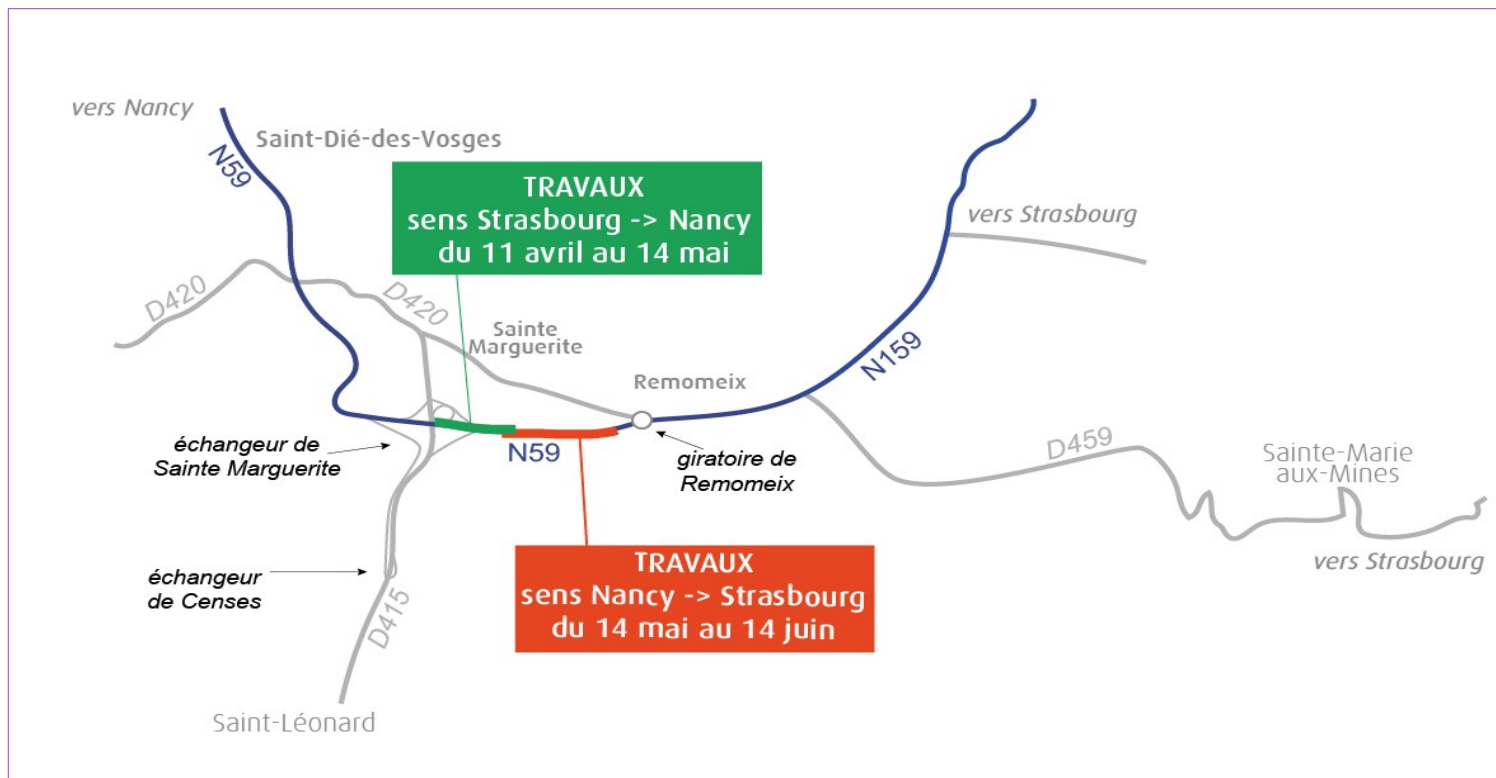 vers Nancy
Saint-Dié-des-Vosges
N59
TRAVAUX
sens Strasbourg -> Nancy
du 11 avril au 14 mai
vers Strasbourg
D420
D420
Sainte
Marguerite
N159
Remomeix
échangeur de
Sainte Marguerite
N59
giratoire de
Remomeix
D459
Sainte-Marie
aux-Mines
vers Strasbourg
TRAVAUX
sens Nancy -> Strasbourg
du 14 mai au 14 juin
échangeur
de Censes
D415
Saint-Léonard